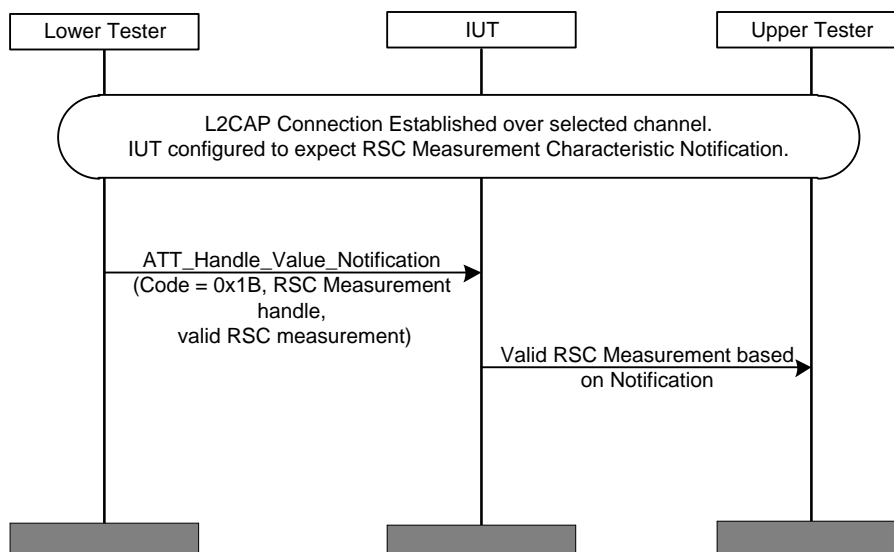 Lower Tester
IUT
Upper Tester
L2CAP Connection Established over selected channel.
IUT configured to expect RSC Measurement Characteristic Notification.
ATT_Handle_Value_Notification
(Code = 0x1B, RSC Measurement
handle,
valid RSC measurement)
Valid RSC Measurement based
on Notification